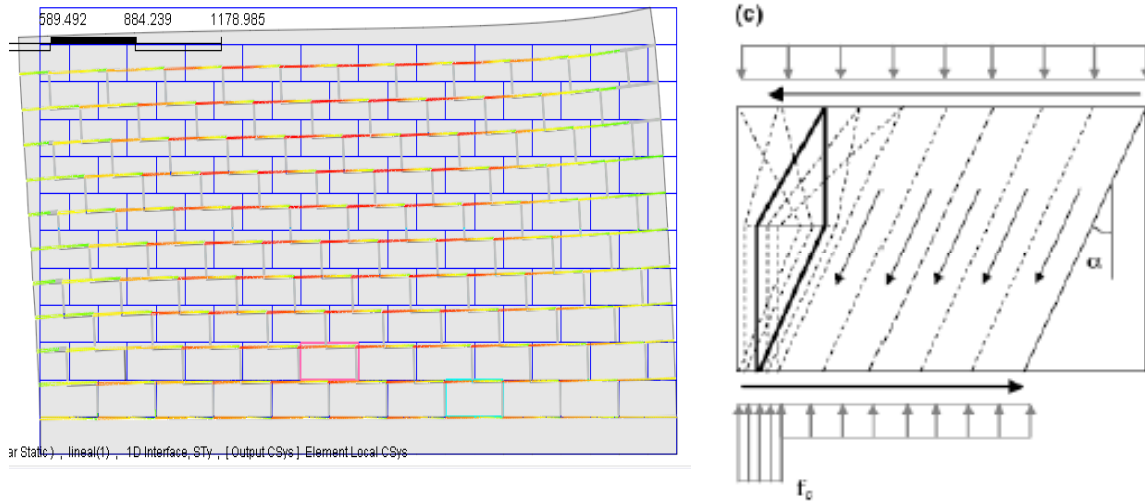 589.492 884.239 1178.985
ar Static ) , lineal(1) , 1D Interface, STy , [ Output CSys ] Element Local CSys
(c)
α
fc